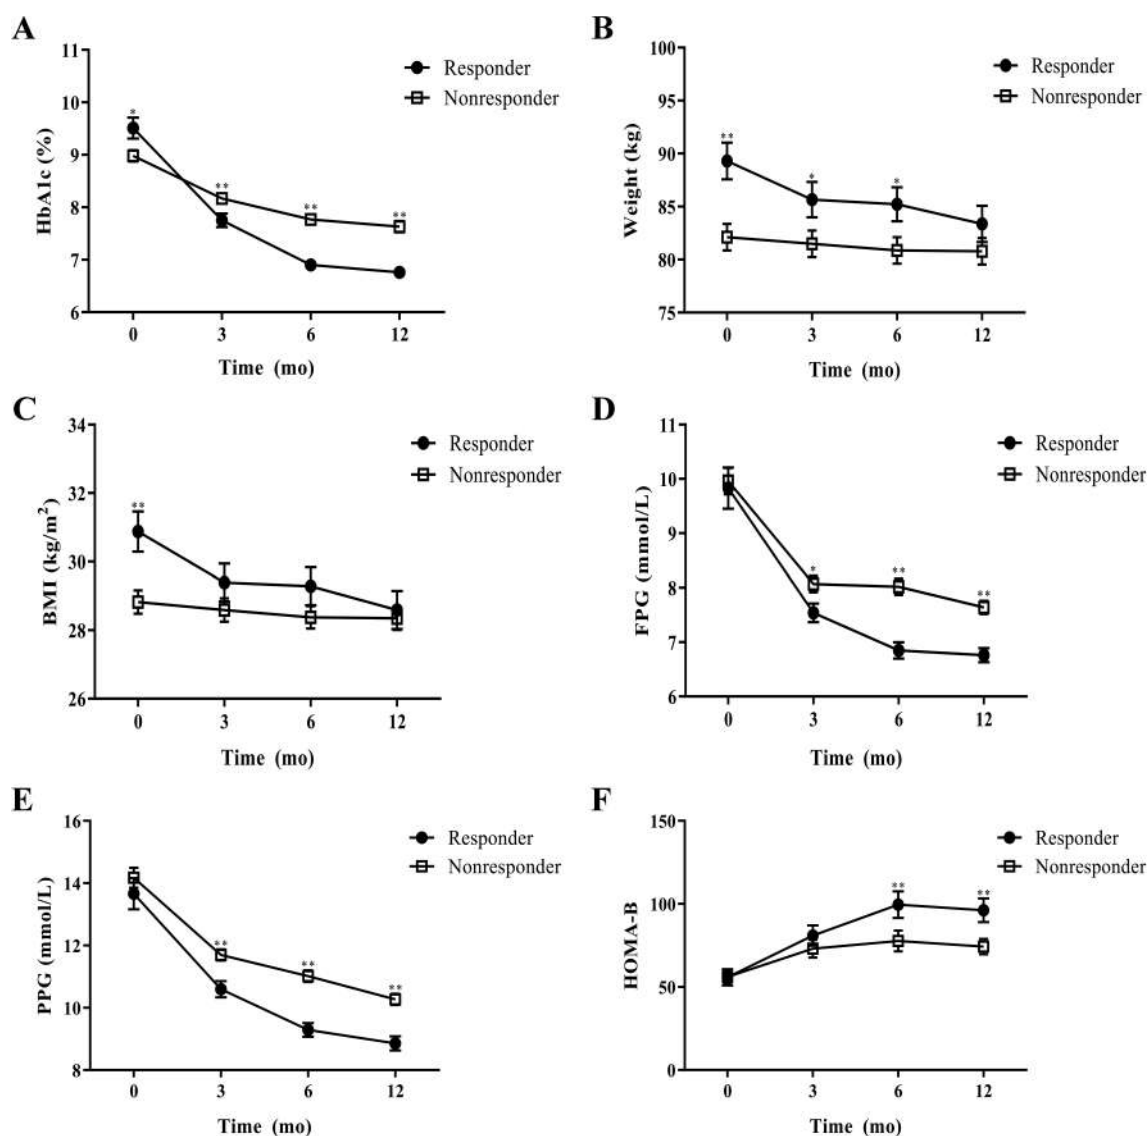 A
HbA1c (%)
11
10
9
8
7
6
*
**
**
**
Responder
Nonresponder
0 3 6 12
Time (mo)
B
Weight (kg)
100
95
90
85
80
75
**
*
*
Responder
Nonresponder
0 3 6 12
Time (mo)
C
BMI (kg/m²)
34
32
30
28
26
**
Responder
Nonresponder
0 3 6 12
Time (mo)
D
FPG (mmol/L)
11
10
9
8
7
6
*
**
**
Responder
Nonresponder
0 3 6 12
Time (mo)
E
PPG (mmol/L)
16
14
12
10
8
**
**
**
Responder
Nonresponder
0 3 6 12
Time (mo)
F
HOMA-B
150
100
50
0
**
**
Responder
Nonresponder
0 3 6 12
Time (mo)